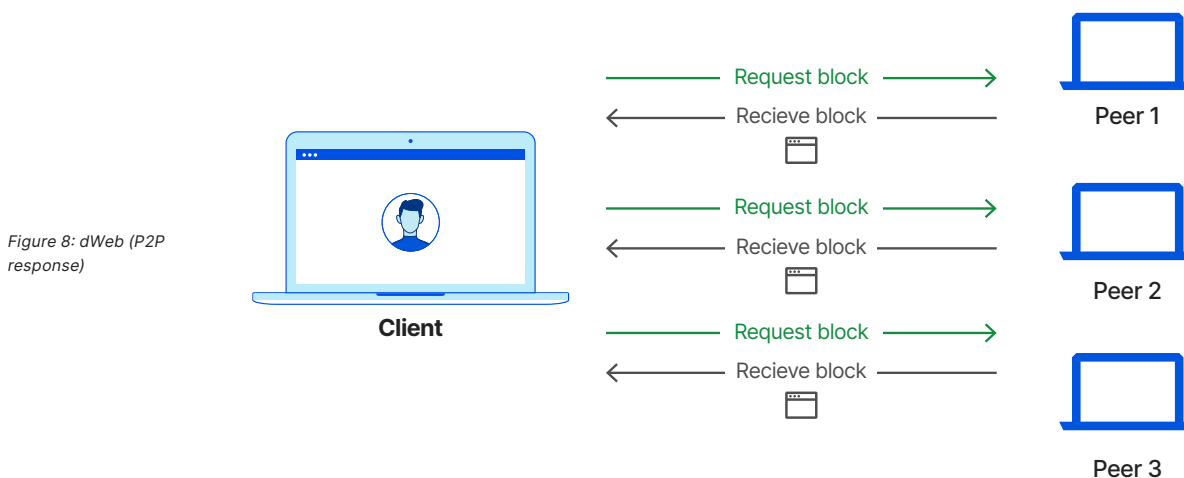 Request block
Recieve block
Peer 1
Request block
Recieve block
Peer 2
Figure 8: dWeb (P2P
response)
Client
Request block
Recieve block
Peer 3